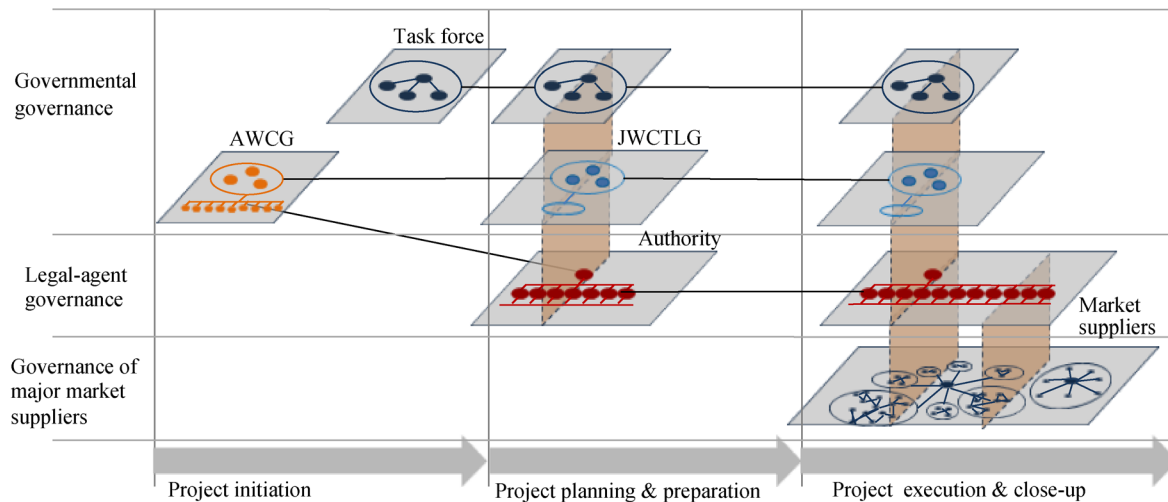 Task force
Governmental
governance
AWCG
JWCTLG
Authority
Legal-agent
governance
Market
suppliers
Governance of
major market
suppliers
Project initiation
Project planning & preparation
Project execution & close-up